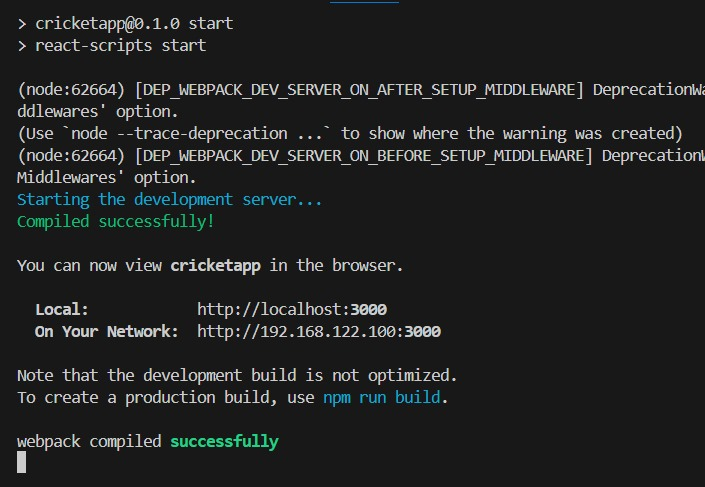 > cricketapp@0.1.0 start
> react-scripts start
(node:62664) [DEP_WEBPACK_DEV_SERVER_ON_AFTER_SETUP_MIDDLEWARE] DeprecationWa
ddlewares' option.
(Use `node --trace-deprecation ...` to show where the warning was created)
(node:62664) [DEP_WEBPACK_DEV_SERVER_ON_BEFORE_SETUP_MIDDLEWARE] DeprecationW
Middlewares' option.
Starting the development server...
Compiled successfully!
You can now view cricketapp in the browser.
Local: http://localhost:3000
On Your Network: http://192.168.122.100:3000
Note that the development build is not optimized.
To create a production build, use npm run build.
webpack compiled successfully